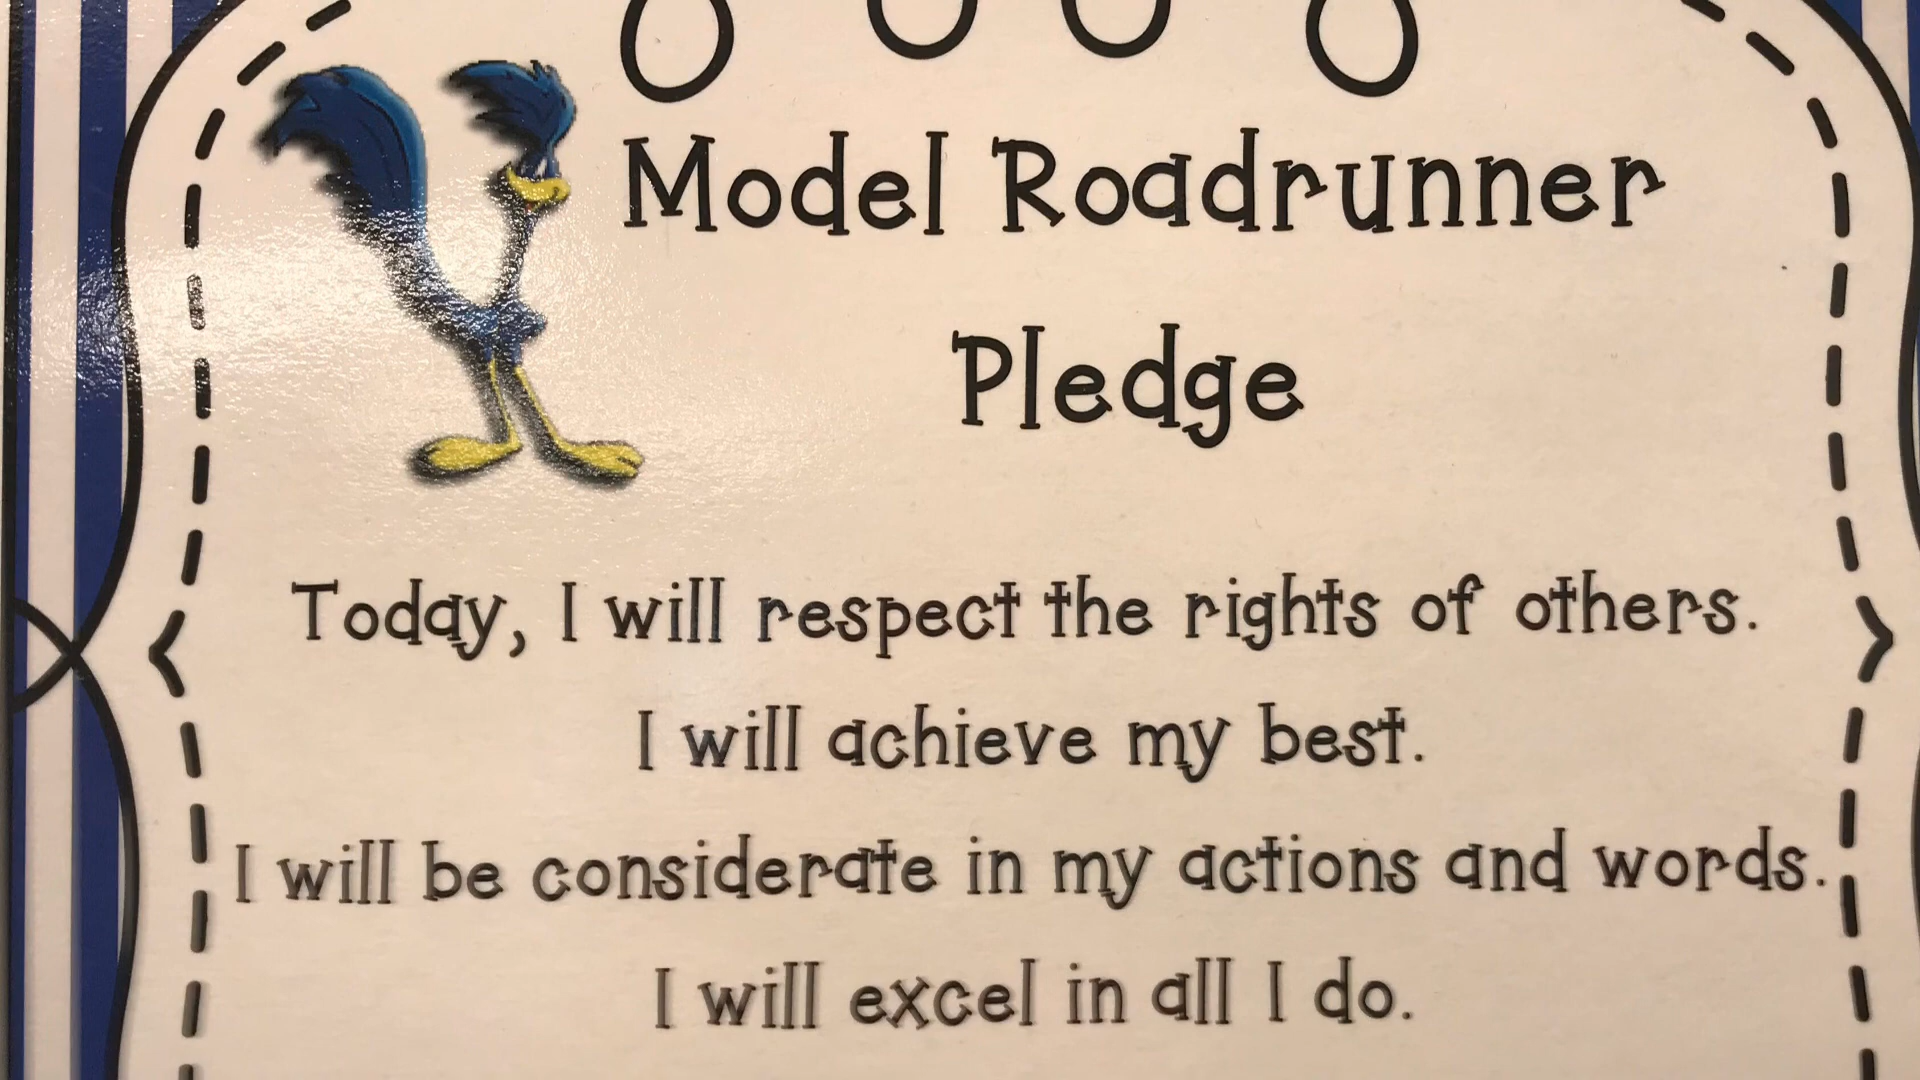 Model Roadrunner
Pledge
Today, I will respect the rights of others.
I will achieve my best.
I will be considerate in my actions and words.
I will excel in all I do.